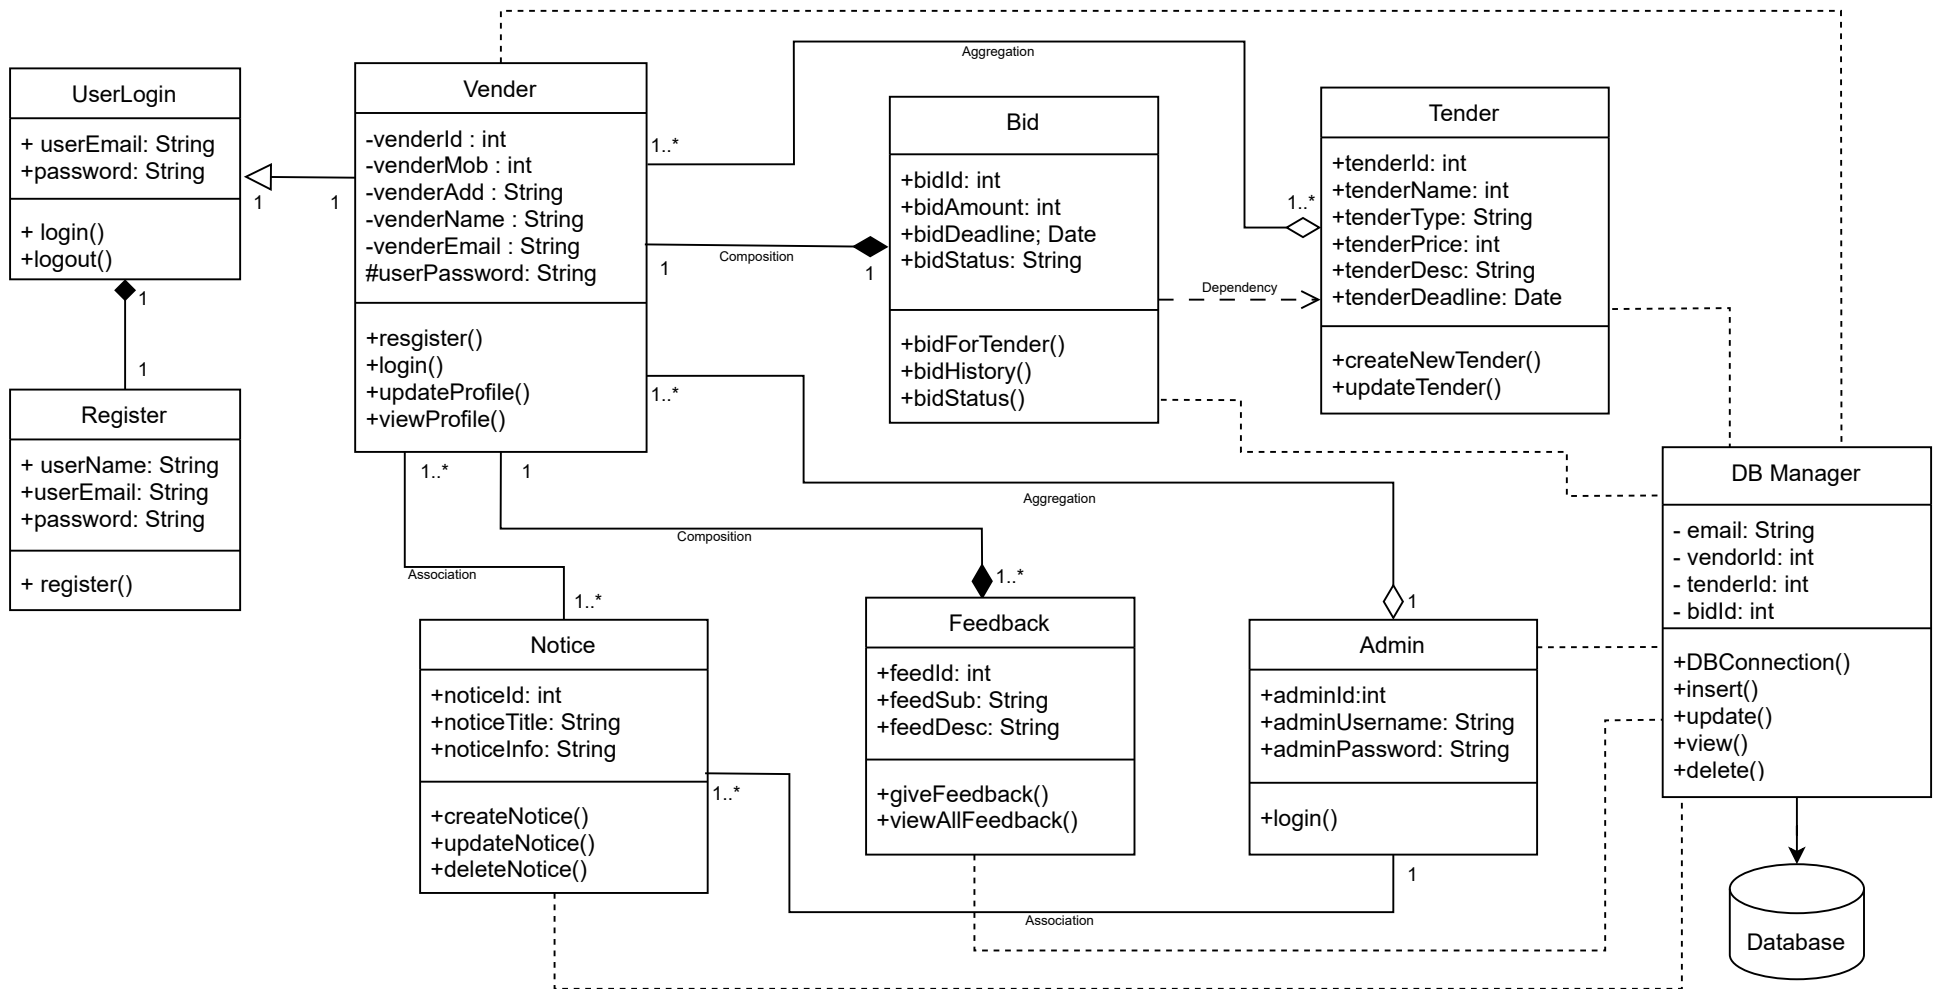 UserLogin
+ userEmail: String
+password: String
+ login()
+logout()
1
1
1
1
Register
+ userName: String
+userEmail: String
+password: String
+ register()
Vender
-venderId : int
-venderMob : int
-venderAdd : String
-venderName : String
-venderEmail : String
#userPassword: String
+resgister()
+login()
+updateProfile()
+viewProfile()
1..*
Aggregation
1..*
1
Composition
1
Bid
+bidId: int
+bidAmount: int
+bidDeadline; Date
+bidStatus: String
+bidForTender()
+bidHistory()
+bidStatus()
Dependency
Tender
+tenderId: int
+tenderName: int
+tenderType: String
+tenderPrice: int
+tenderDesc: String
+tenderDeadline: Date
+createNewTender()
+updateTender()
1..*
Aggregation
1
1..*
Association
1..*
1
Composition
1..*
Notice
+noticeId: int
+noticeTitle: String
+noticeInfo: String
+createNotice()
+updateNotice()
+deleteNotice()
1..*
Association
1
Feedback
+feedId: int
+feedSub: String
+feedDesc: String
+giveFeedback()
+viewAllFeedback()
Admin
+adminId:int
+adminUsername: String
+adminPassword: String
+login()
DB Manager
- email: String
- vendorId: int
- tenderId: int
- bidId: int
+DBConnection()
+insert()
+update()
+view()
+delete()
Database